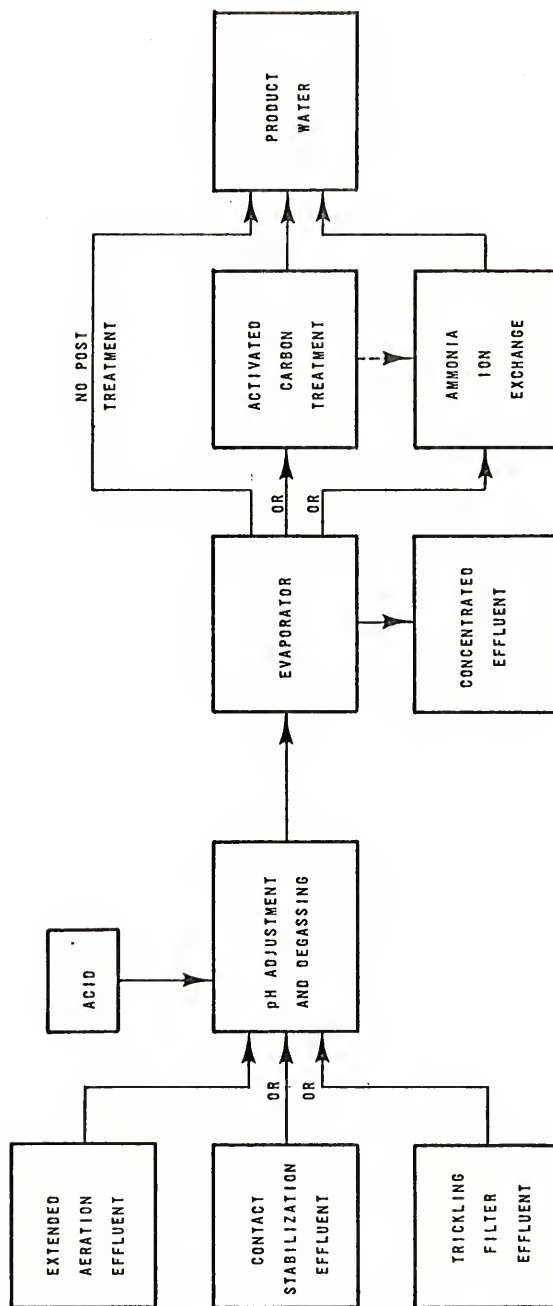 EXTENDED
AERATION
EFFLUENT
CONTACT
STABILIZATION
EFFLUENT
TRICKLING
FILTER
EFFLUENT
OR
OR
ACID
pH ADJUSTMENT
AND DEGASSING
EVAPORATOR
CONCENTRATED
EFFLUENT
NO POST
TREATMENT
OR
OR
ACTIVATED
CARBON
TREATMENT
AMMONIA
ION
EXCHANGE
PRODUCT
WATER